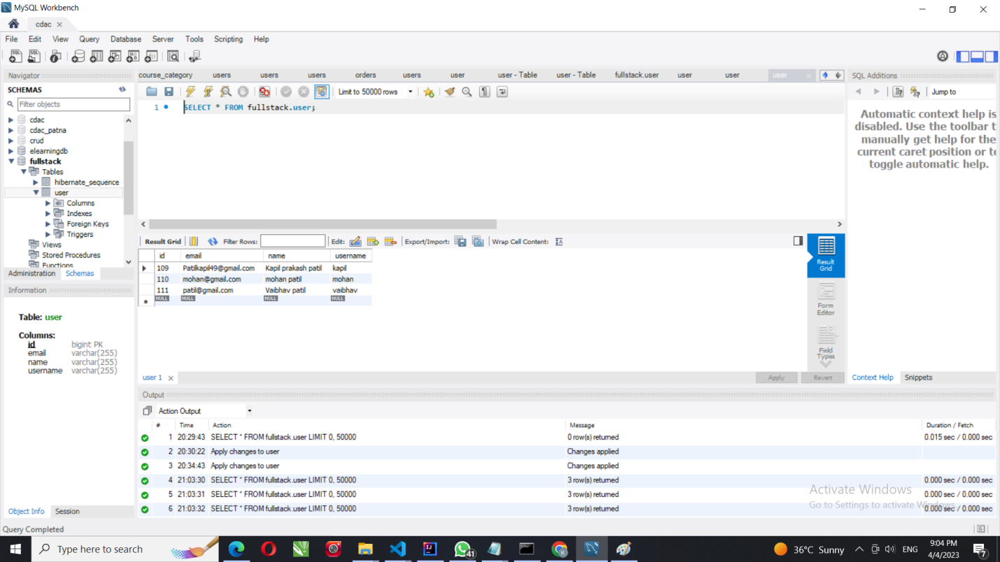 MySQL Workbench
cdac
File Edit View Query Database Server Tools Scripting Help
Navigator
SCHEMAS
Filter objects
cdac
cdac_patna
crud
elearningdb
fullstack
Tables
hibernate_sequence
user
Columns
Indexes
Foreign Keys
Triggers
Views
Stored Procedures
Functions
Administration Schemas
Information
Table: user
Columns:
id bigint PK
email varchar(255)
name varchar(255)
username varchar(255)
Object Info Session
course_category users users users orders users user user - Table user - Table fullstack.user user user user
Limit to 50000 rows
1 SELECT * FROM fullstack.user;
Result Grid Filter Rows: Edit: Export/Import: Wrap Cell Content:
id email name username
109 Patilkapil49@gmail.com Kapil prakash patil kapil
110 mohan@gmail.com mohan patil mohan
111 patil@gmail.com Vaibhav patil vaibhav
NULL NULL NULL NULL
Result Grid
Form Editor
Field Types
user 1
Apply Revert
SQL Additions
Jump to
Automatic context help is
disabled. Use the toolbar t
manually get help for the
current caret position or to
toggle automatic help.
Context Help Snippets
Output
Action Output
# Time Action Message Duration / Fetch
1 20:29:43 SELECT * FROM fullstack.user LIMIT 0, 50000 0 row(s) returned 0.015 sec / 0.000 sec
2 20:30:22 Apply changes to user Changes applied
3 20:34:43 Apply changes to user Changes applied
4 21:03:30 SELECT * FROM fullstack.user LIMIT 0, 50000 3 row(s) returned 0.000 sec / 0.000 sec
5 21:03:31 SELECT * FROM fullstack.user LIMIT 0, 50000 3 row(s) returned 0.000 sec / 0.000 sec
6 21:03:32 SELECT * FROM fullstack.user LIMIT 0, 50000 3 row(s) returned 0.000 sec / 0.000 sec
Activate Windows
Go to Settings to activate Windows.
Query Completed
Type here to search
41
36°C Sunny
ENG
9:04 PM
4/4/2023
7